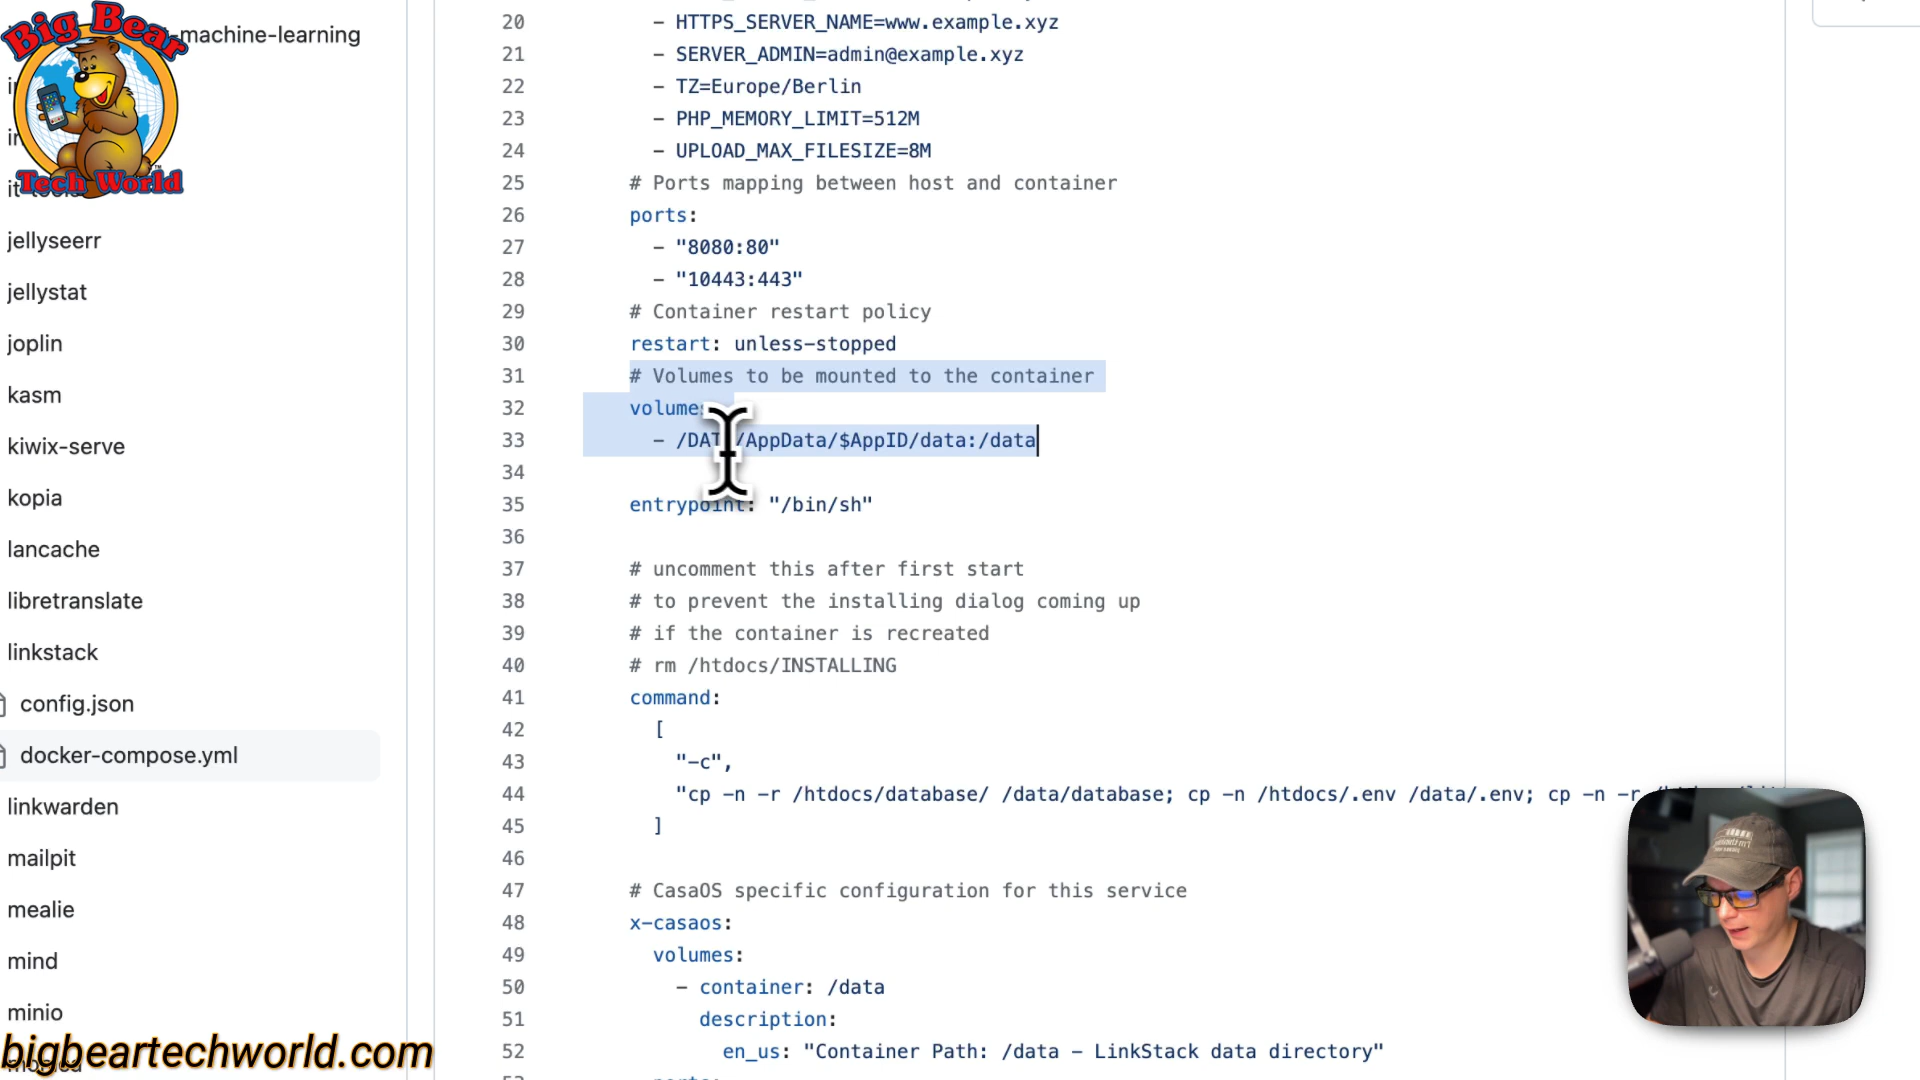 Big Bear
Tech World
machine-learning
jellyseerr
jellystat
joplin
kasm
kiwix-serve
kopia
lancache
libretranslate
linkstack
config.json
docker-compose.yml
linkwarden
mailpit
mealie
mind
minio
bigbeartechworld.com
20 - HTTPS_SERVER_NAME=www.example.xyz
21 - SERVER_ADMIN=admin@example.xyz
22 - TZ=Europe/Berlin
23 - PHP_MEMORY_LIMIT=512M
24 - UPLOAD_MAX_FILESIZE=8M
25 # Ports mapping between host and container
26 ports:
27 - "8080:80"
28 - "10443:443"
29 # Container restart policy
30 restart: unless-stopped
31 # Volumes to be mounted to the container
32 volumes
33 - /DATA/AppData/$AppID/data:/data
34
35 entrypoint: "/bin/sh"
36
37 # uncomment this after first start
38 # to prevent the installing dialog coming up
39 # if the container is recreated
40 # rm /htdocs/INSTALLING
41 command:
42 [
43 "-c",
44 "cp -n -r /htdocs/database/ /data/database; cp -n /htdocs/.env /data/.env; cp -n -r
45 ]
46
47 # CasaOS specific configuration for this service
48 x-casaos:
49 volumes:
50 - container: /data
51 description:
52 en_us: "Container Path: /data - LinkStack data directory"